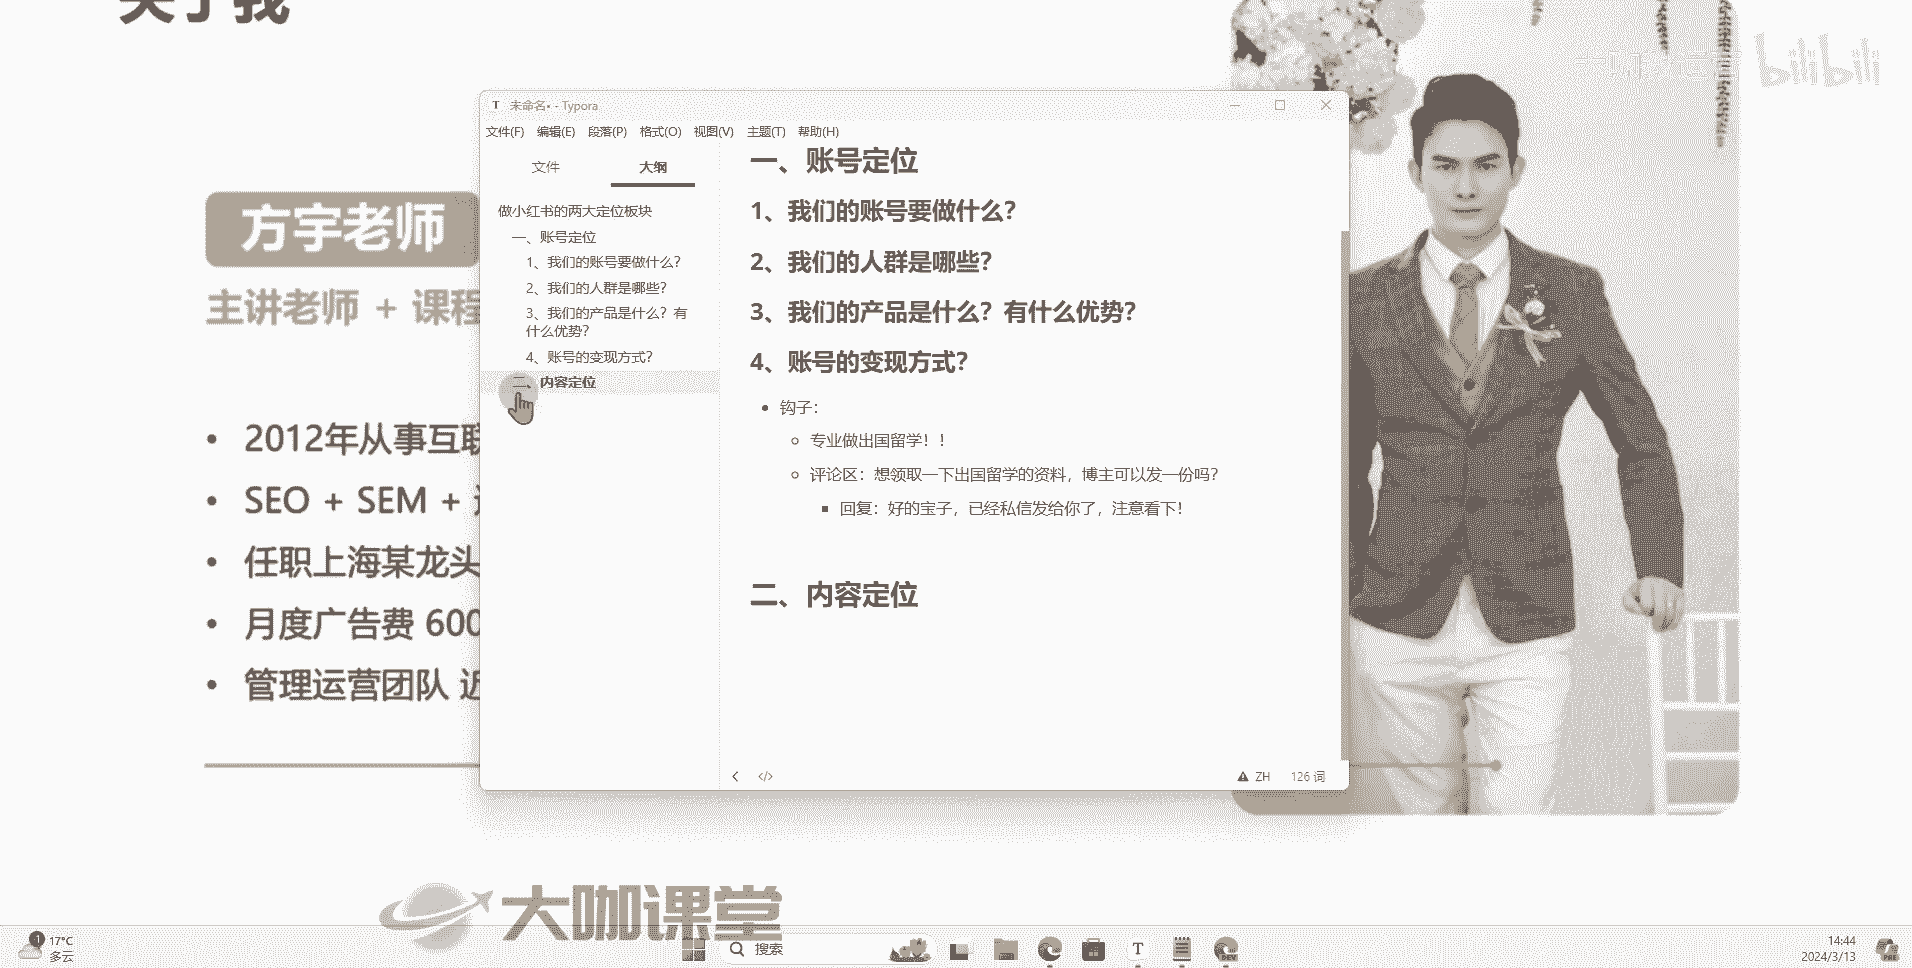 关于我
bilibili
方宇老师
主讲老师 + 课程
2012年从事互联
SEO + SEM +
任职上海某龙头
月度广告费 600
管理运营团队 近
未命名• - Typora
文件(F) 编辑(E) 段落(P) 格式(O) 视图(V) 主题(T) 帮助(H)
文件 大纲
做小红书的两大定位板块
一、账号定位
1、我们的账号要做什么？
2、我们的人群是哪些？
3、我们的产品是什么？有
什么优势？
4、账号的变现方式？
二、内容定位
一、账号定位
1、我们的账号要做什么？
2、我们的人群是哪些？
3、我们的产品是什么？有什么优势？
4、账号的变现方式？
钩子：
专业做出国留学！！
评论区：想领取一下出国留学的资料，博主可以发一份吗？
回复：好的宝子，已经私信发给你了，注意看下！
二、内容定位
</> ZH 126 词
大咖课堂
1 17°C
多云
搜索
T
DEV
14:44
2024/3/13
PRE